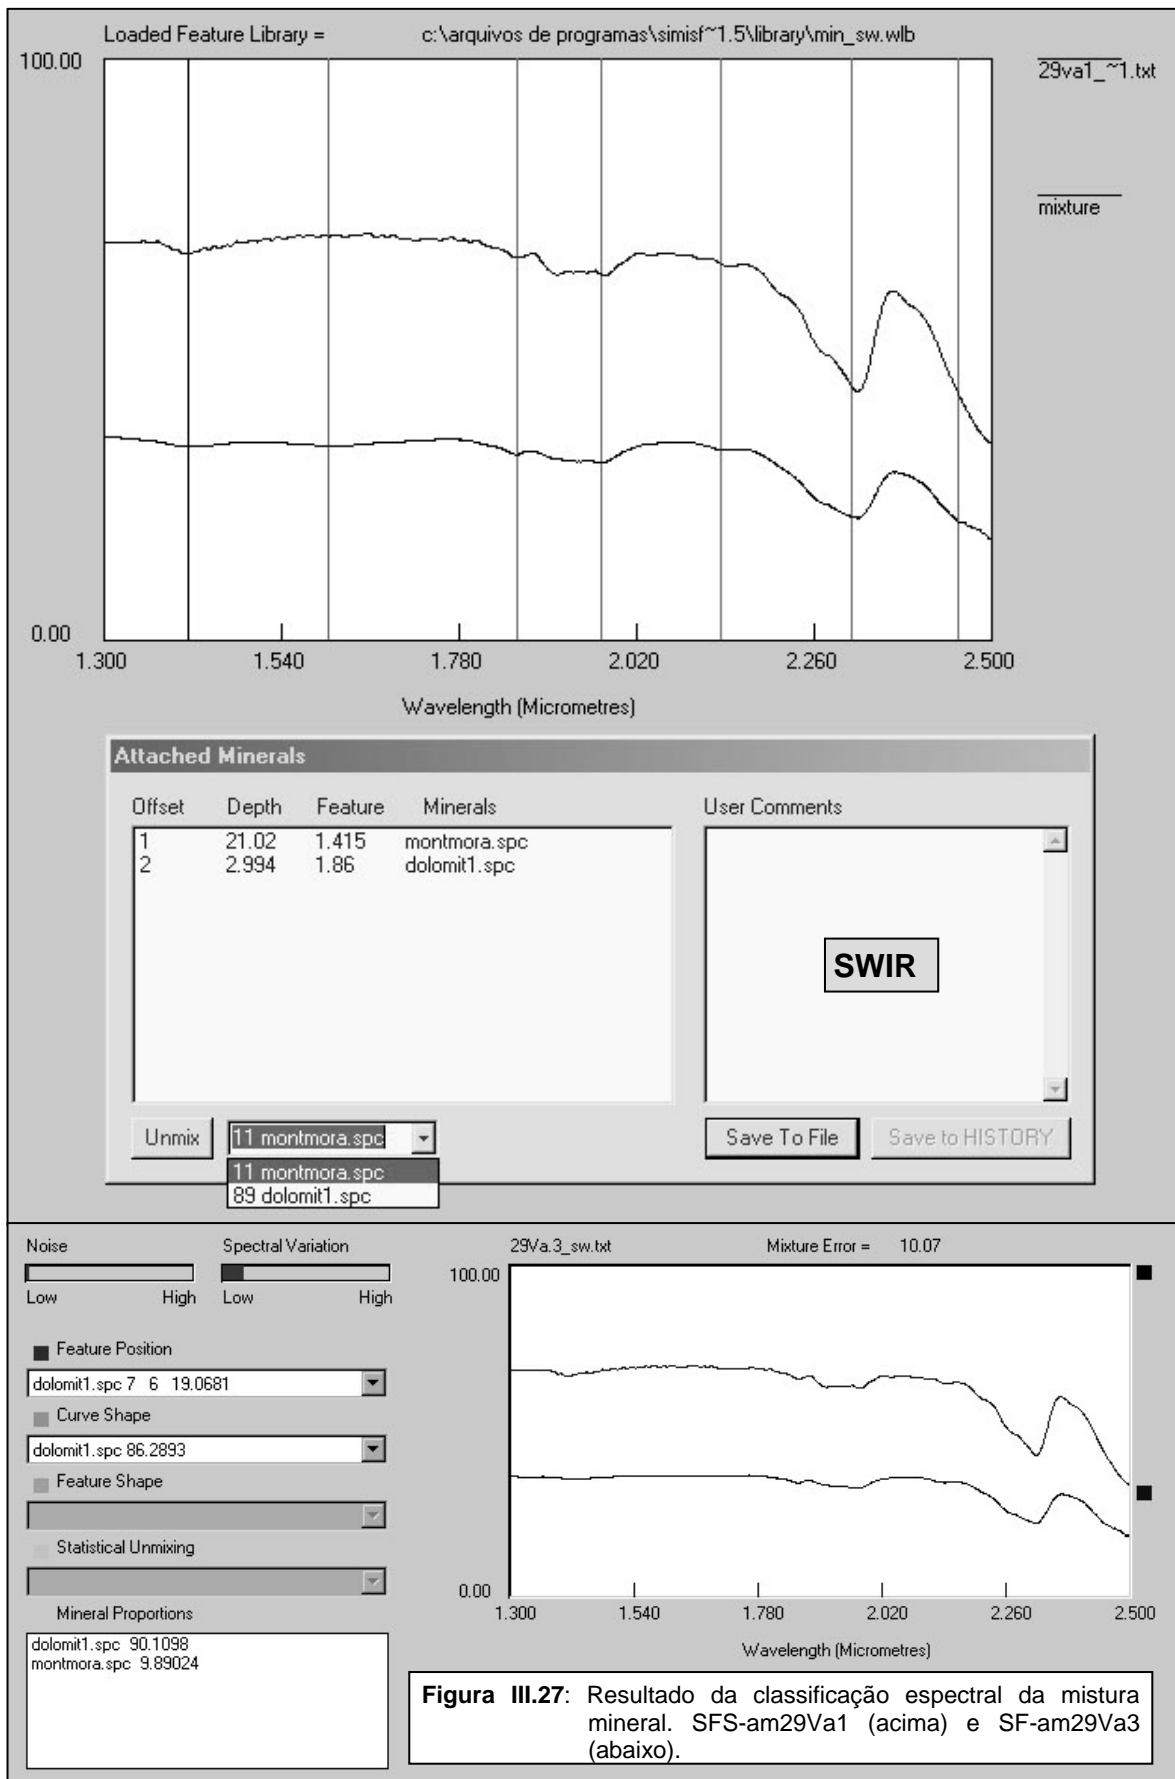 Loaded Feature Library = c:\arquivos de programas\simisf~1.5\library\min_sw.wlb
100.00
29va1_~1.txt
mixture
0.00
1.300 1.540 1.780 2.020 2.260 2.500
Wavelength (Micrometres)
Attached Minerals
Offset Depth Feature Minerals
1 21.02 1.415 montmora.spc
2 2.994 1.86 dolomit1.spc
User Comments
SWIR
Unmix 11 montmora.spc
11 montmora.spc
89 dolomit1.spc
Save To File Save to HISTORY
Noise Spectral Variation
Low High Low High
Feature Position
dolomit1.spc 7 6 19.0681
Curve Shape
dolomit1.spc 86.2893
Feature Shape
Statistical Unmixing
Mineral Proportions
dolomit1.spc 90.1098
montmora.spc 9.89024
29Va.3_sw.txt Mixture Error = 10.07
100.00
0.00
1.300 1.540 1.780 2.020 2.260 2.500
Wavelength (Micrometres)
Figura III.27: Resultado da classificação espectral da mistura
mineral. SFS-am29Va1 (acima) e SF-am29Va3
(abaixo).